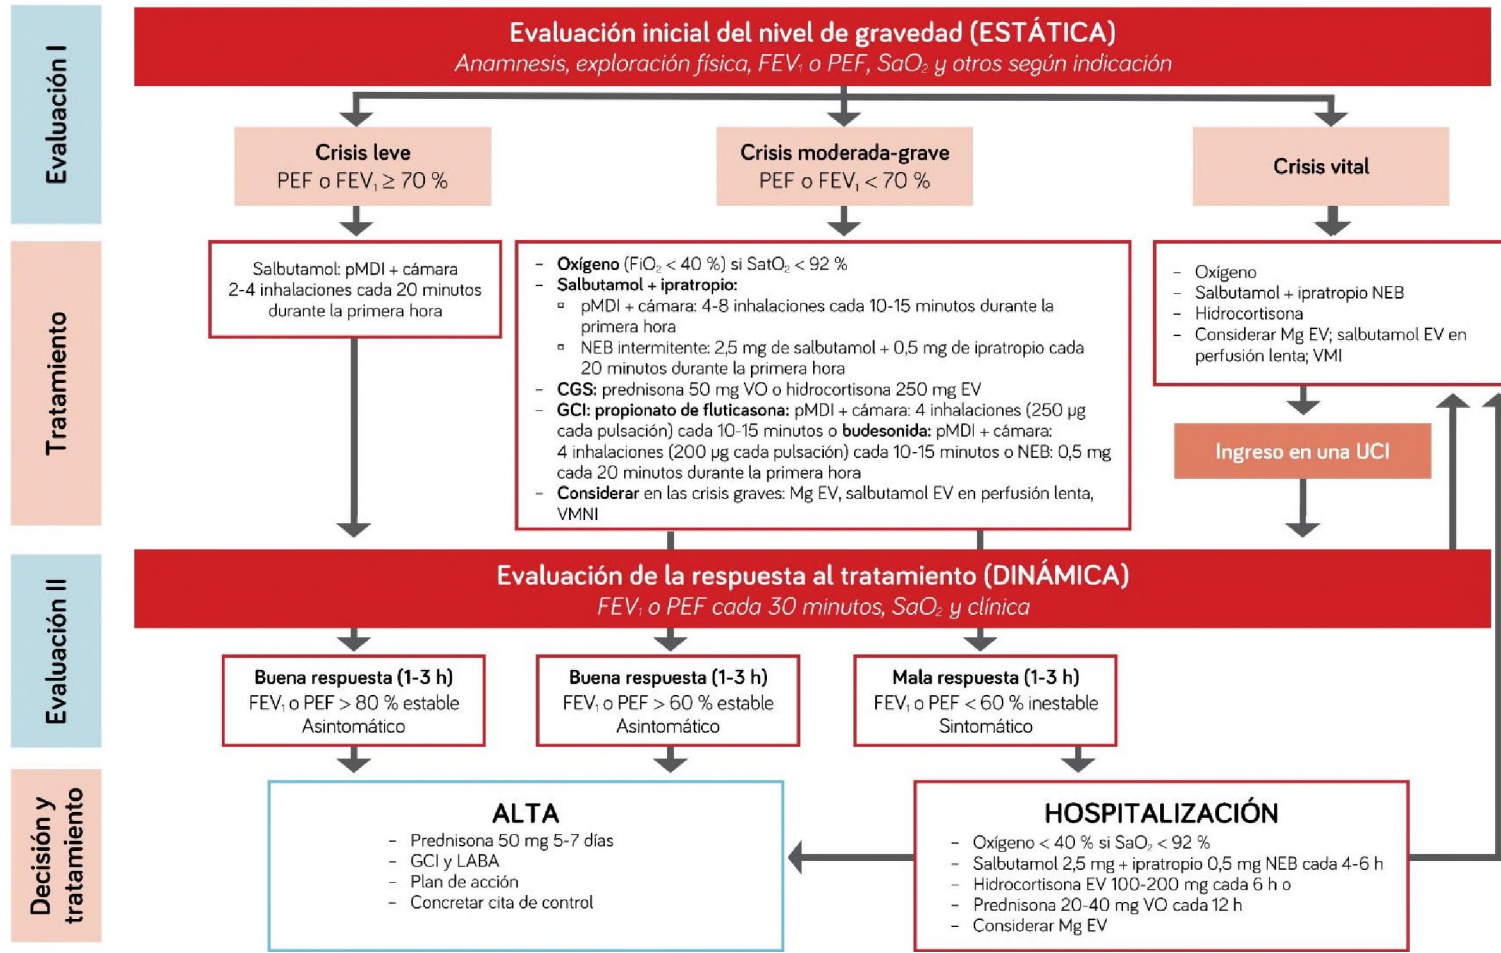 Evaluación I
Evaluación inicial del nivel de gravedad (ESTÁTICA)
Anamnesis, exploración física, FEV₁ o PEF, SaO₂ y otros según indicación
Crisis leve
PEF o FEV₁ ≥ 70 %
Crisis moderada-grave
PEF o FEV₁ < 70 %
Crisis vital
Tratamiento
Salbutamol: pMDI + cámara
2-4 inhalaciones cada 20 minutos
durante la primera hora
- Oxígeno (FiO₂ < 40 %) si SatO₂ < 92 %
- Salbutamol + ipratropio:
▫ pMDI + cámara: 4-8 inhalaciones cada 10-15 minutos durante la
primera hora
▫ NEB intermitente: 2,5 mg de salbutamol + 0,5 mg de ipratropio cada
20 minutos durante la primera hora
- CGS: prednisona 50 mg VO o hidrocortisona 250 mg EV
- GCI: propionato de fluticasona: pMDI + cámara: 4 inhalaciones (250 µg
cada pulsación) cada 10-15 minutos o budesonida: pMDI + cámara:
4 inhalaciones (200 µg cada pulsación) cada 10-15 minutos o NEB: 0,5 mg
cada 20 minutos durante la primera hora
- Considerar en las crisis graves: Mg EV, salbutamol EV en perfusión lenta,
VMNI
- Oxígeno
- Salbutamol + ipratropio NEB
- Hidrocortisona
- Considerar Mg EV; salbutamol EV en
perfusión lenta; VMI
Ingreso en una UCI
Evaluación II
Evaluación de la respuesta al tratamiento (DINÁMICA)
FEV₁ o PEF cada 30 minutos, SaO₂ y clínica
Buena respuesta (1-3 h)
FEV₁ o PEF > 80 % estable
Asintomático
Buena respuesta (1-3 h)
FEV₁ o PEF > 60 % estable
Asintomático
Mala respuesta (1-3 h)
FEV₁ o PEF < 60 % inestable
Sintomático
Decisión y
tratamiento
ALTA
- Prednisona 50 mg 5-7 días
- GCI y LABA
- Plan de acción
- Concretar cita de control
HOSPITALIZACIÓN
- Oxígeno < 40 % si SaO₂ < 92 %
- Salbutamol 2,5 mg + ipratropio 0,5 mg NEB cada 4-6 h
- Hidrocortisona EV 100-200 mg cada 6 h o
- Prednisona 20-40 mg VO cada 12 h
- Considerar Mg EV